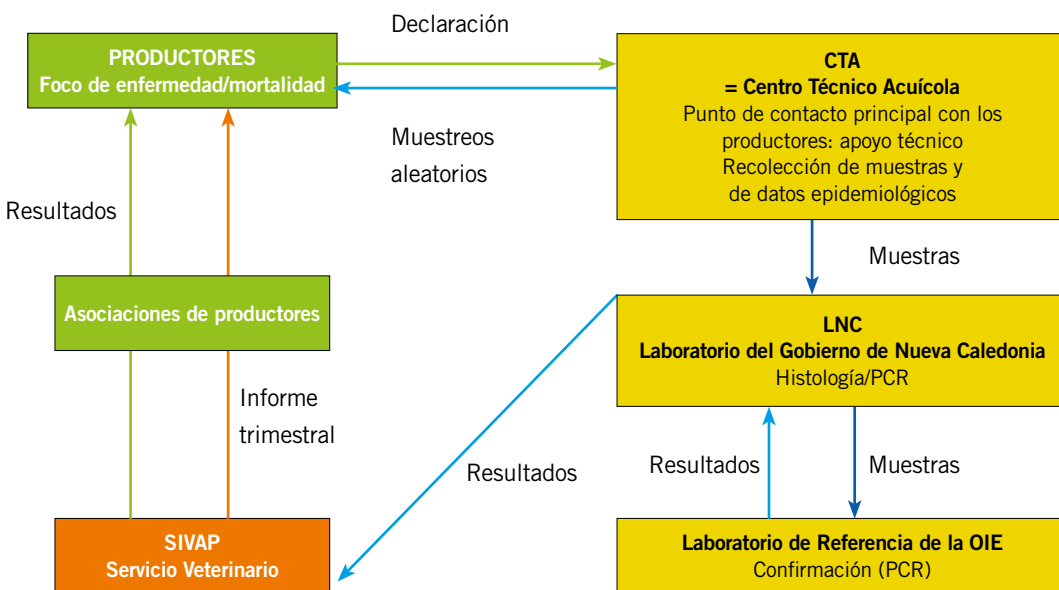 Declaración
PRODUCTORES
Foco de enfermedad/mortalidad
CTA
= Centro Técnico Acuícola
Punto de contacto principal con los
productores: apoyo técnico
Recolección de muestras y
de datos epidemiológicos
Muestreos
aleatorios
Resultados
Muestras
Asociaciones de productores
LNC
Laboratorio del Gobierno de Nueva Caledonia
Histología/PCR
Informe
trimestral
Resultados
Resultados
Muestras
SIVAP
Servicio Veterinario
Laboratorio de Referencia de la OIE
Confirmación (PCR)